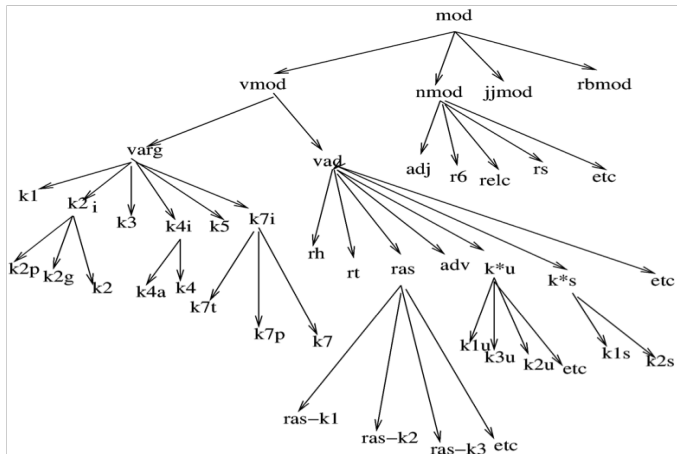 mod
vmod
nmod
jjmod
rbmod
varg
vad
adj
r6
relc
rs
etc
k1
k2 i
k3
k4i
k5
k7i
k2p
k2g
k2
k4a
k4
k7t
k7p
k7
rh
rt
ras
adv
k*u
k*s
etc
k1u
k3u
k2u
etc
k1s
k2s
ras-k1
ras-k2
ras-k3
etc